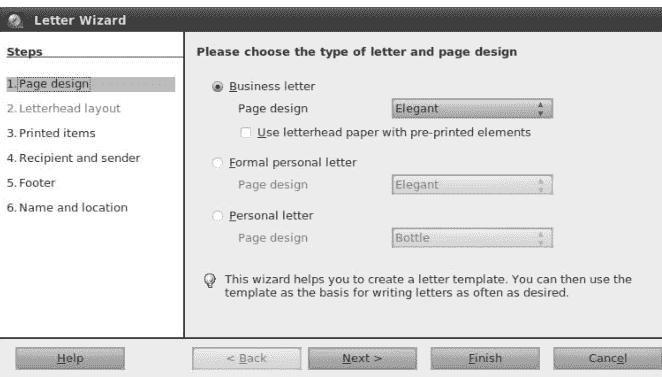 Letter Wizard
Steps
1. Page design
2. Letterhead layout
3. Printed items
4. Recipient and sender
5. Footer
6. Name and location
Please choose the type of letter and page design
Business letter
Page design Elegant
Use letterhead paper with pre-printed elements
Formal personal letter
Page design Elegant
Personal letter
Page design Bottle
This wizard helps you to create a letter template. You can then use the
template as the basis for writing letters as often as desired.
Help < Back Next > Finish Cancel